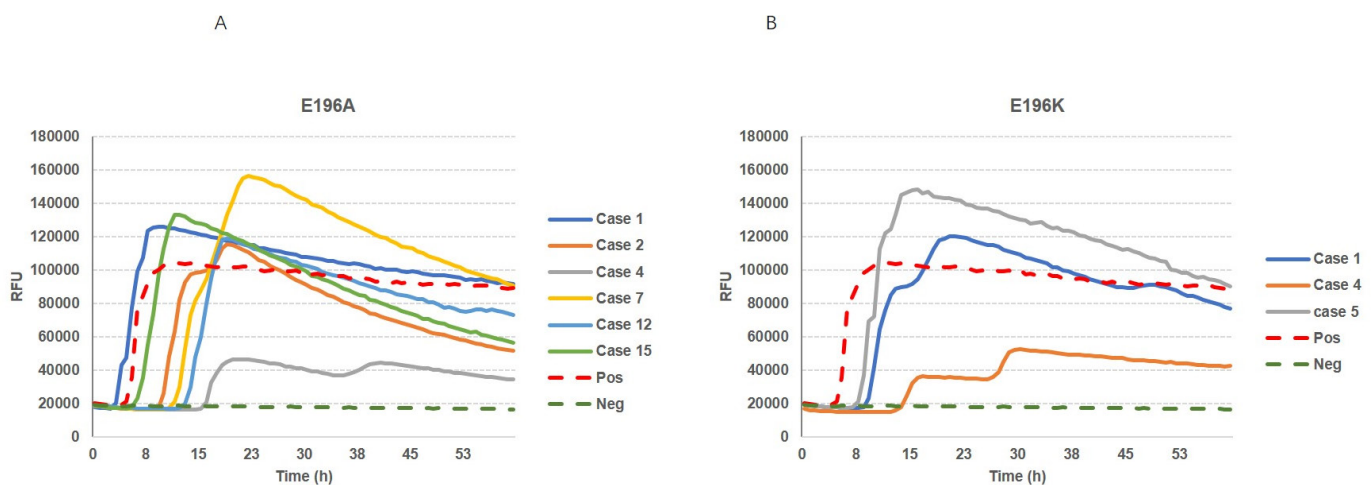 A
B
E196A
180000
160000
140000
120000
100000
80000
60000
40000
20000
0
RFU
0 8 15 23 30 38 45 53
Time (h)
Case 1
Case 2
Case 4
Case 7
Case 12
Case 15
Pos
Neg
E196K
180000
160000
140000
120000
100000
80000
60000
40000
20000
0
RFU
0 8 15 23 30 38 45 53
Time (h)
Case 1
Case 4
case 5
Pos
Neg